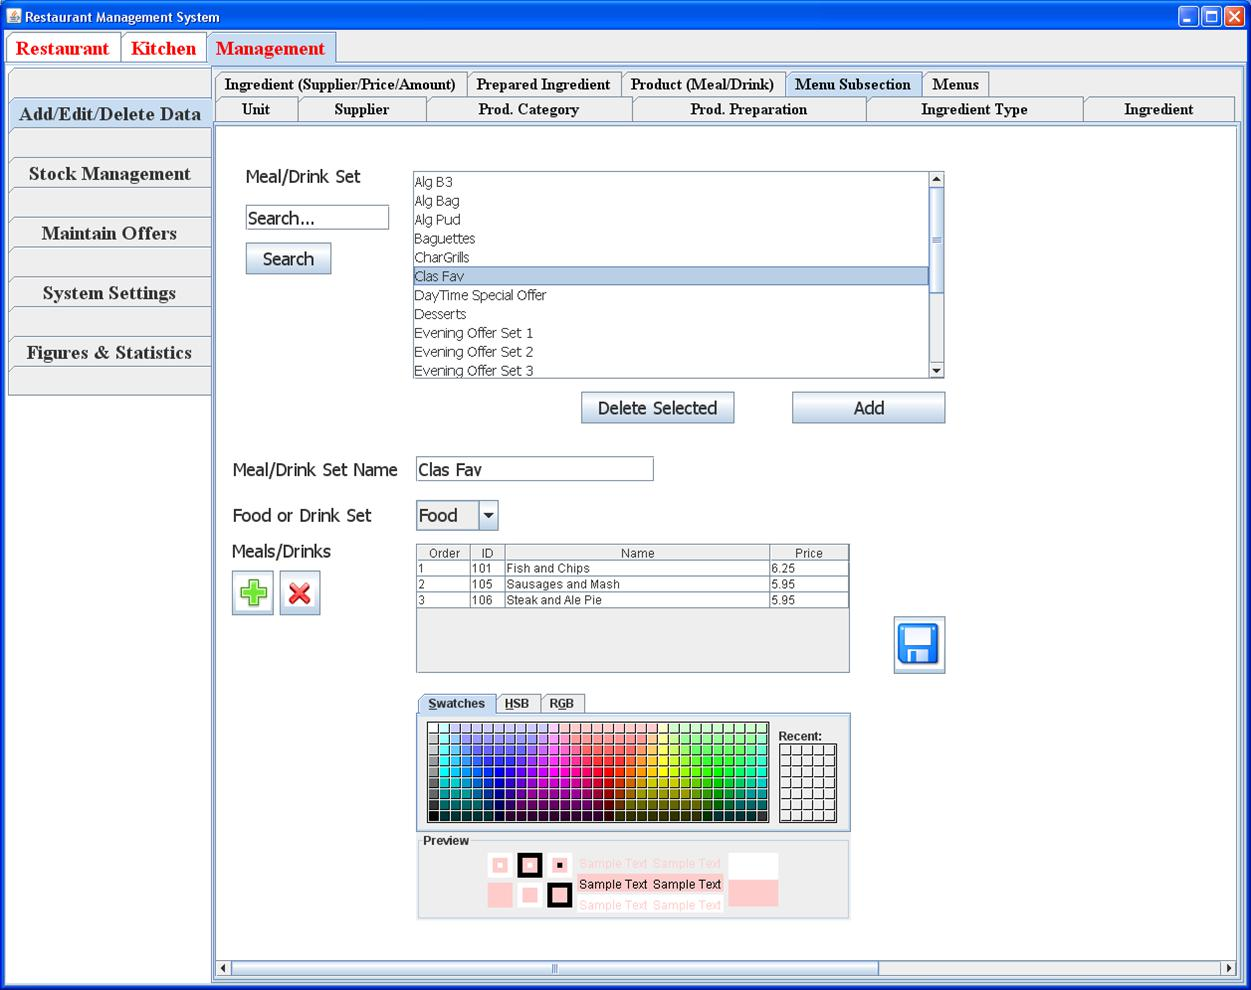 Restaurant Management System
Restaurant Kitchen Management
Ingredient (Supplier/Price/Amount) Prepared Ingredient Product (Meal/Drink) Menu Subsection Menus
Unit Supplier Prod. Category Prod. Preparation Ingredient Type Ingredient
Add/Edit/Delete Data
Stock Management
Maintain Offers
System Settings
Figures & Statistics
Meal/Drink Set
Search...
Search
Alg B3
Alg Bag
Alg Pud
Baguettes
CharGrills
Clas Fav
DayTime Special Offer
Desserts
Evening Offer Set 1
Evening Offer Set 2
Evening Offer Set 3
Delete Selected Add
Meal/Drink Set Name Clas Fav
Food or Drink Set Food
Meals/Drinks
Order ID Name Price
1 101 Fish and Chips 6.25
2 105 Sausages and Mash 5.95
3 106 Steak and Ale Pie 5.95
Swatches HSB RGB
Recent:
Preview
Sample Text Sample Text
Sample Text Sample Text
Sample Text Sample Text